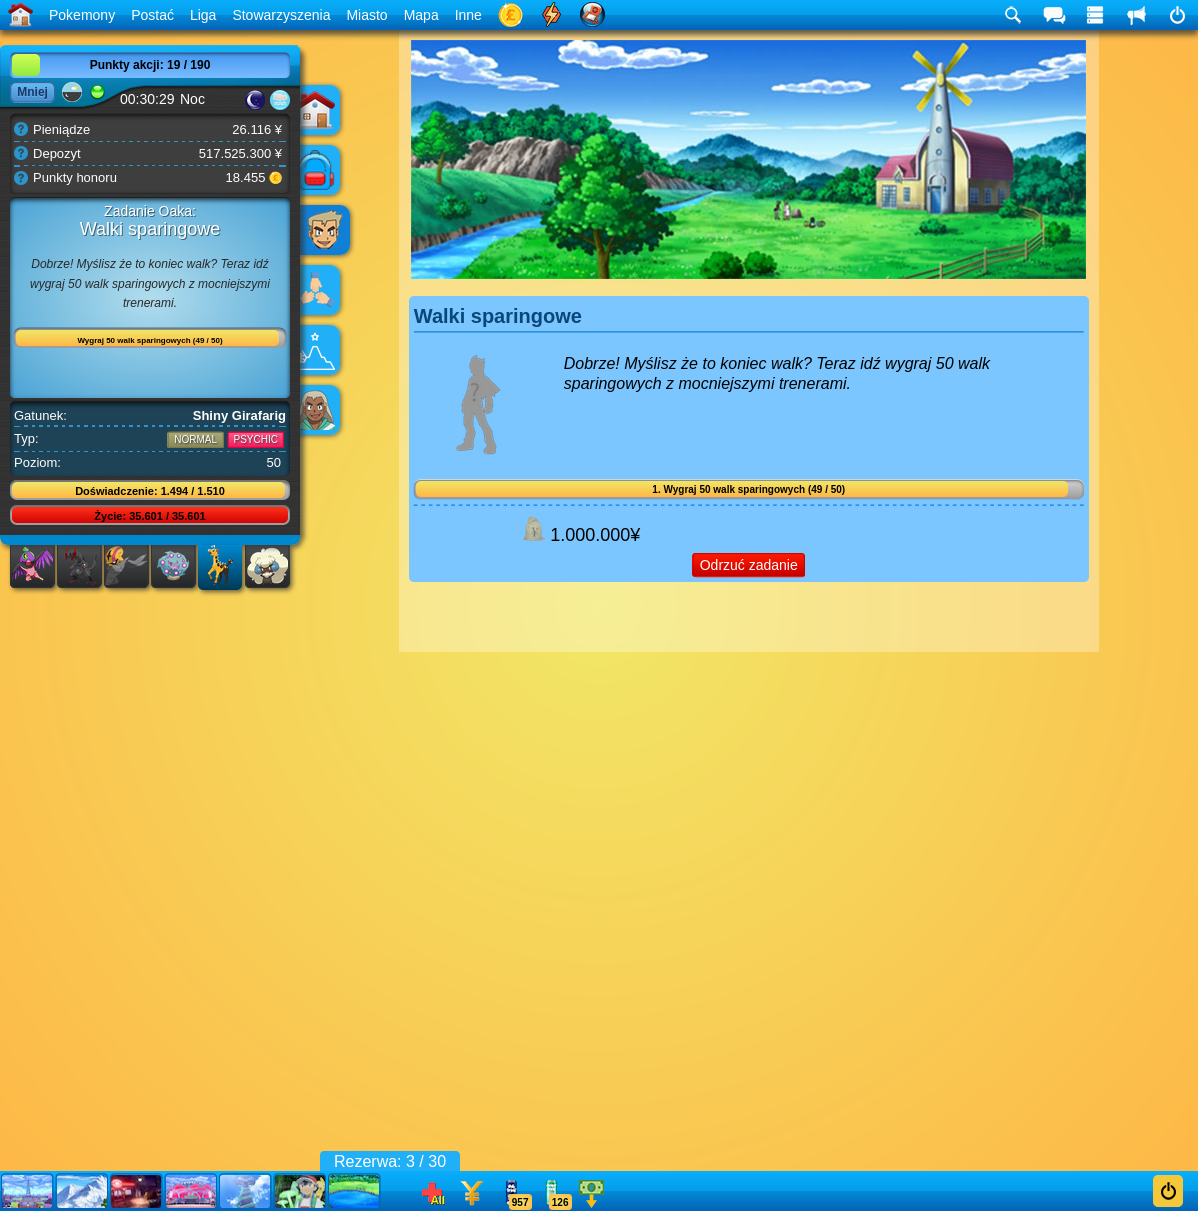 Pokemony Postać Liga Stowarzyszenia Miasto Mapa Inne
Punkty akcji: 19 / 190
Mniej
00:30:29 Noc
Pieniądze 26.116 ¥
Depozyt 517.525.300 ¥
Punkty honoru 18.455
Zadanie Oaka:
Walki sparingowe
Dobrze! Myślisz że to koniec walk? Teraz idź
wygraj 50 walk sparingowych z mocniejszymi
trenerami.
Wygraj 50 walk sparingowych (49 / 50)
Gatunek: Shiny Girafarig
Typ: NORMAL PSYCHIC
Poziom: 50
Doświadczenie: 1.494 / 1.510
Życie: 35.601 / 35.601
Walki sparingowe
Dobrze! Myślisz że to koniec walk? Teraz idź wygraj 50 walk
sparingowych z mocniejszymi trenerami.
1. Wygraj 50 walk sparingowych (49 / 50)
1.000.000¥
Odrzuć zadanie
Rezerwa: 3 / 30
All
957
126